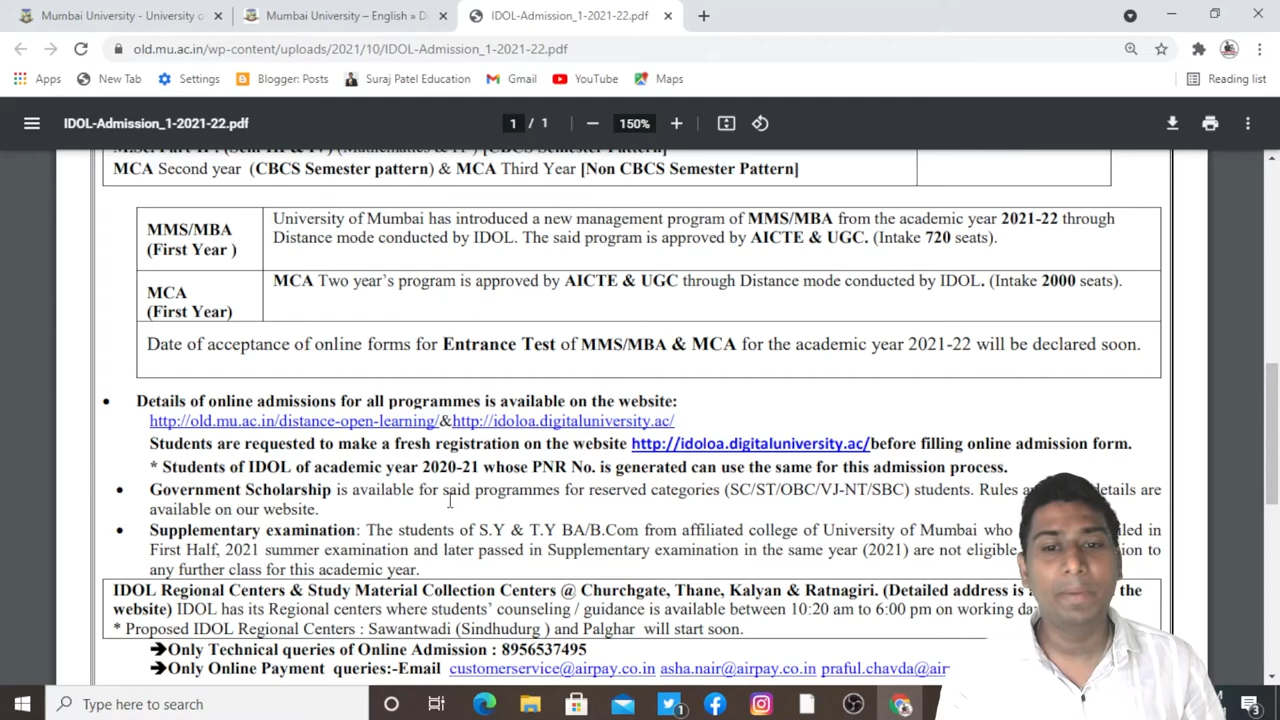 Mumbai University - University o
Mumbai University – English » D
IDOL-Admission_1-2021-22.pdf
old.mu.ac.in/wp-content/uploads/2021/10/IDOL-Admission_1-2021-22.pdf
Apps New Tab Settings Blogger: Posts Suraj Patel Education Gmail YouTube Maps Reading list
IDOL-Admission_1-2021-22.pdf 1 / 1 150%
MCA Second year (CBCS Semester pattern) & MCA Third Year [Non CBCS Semester Pattern]
MMS/MBA
(First Year )
University of Mumbai has introduced a new management program of MMS/MBA from the academic year 2021-22 through
Distance mode conducted by IDOL. The said program is approved by AICTE & UGC. (Intake 720 seats).
MCA
(First Year)
MCA Two year's program is approved by AICTE & UGC through Distance mode conducted by IDOL. (Intake 2000 seats).
Date of acceptance of online forms for Entrance Test of MMS/MBA & MCA for the academic year 2021-22 will be declared soon.
• Details of online admissions for all programmes is available on the website:
http://old.mu.ac.in/distance-open-learning/&http://idoloa.digitaluniversity.ac/
Students are requested to make a fresh registration on the website http://idoloa.digitaluniversity.ac/before filling online admission form.
* Students of IDOL of academic year 2020-21 whose PNR No. is generated can use the same for this admission process.
• Government Scholarship is available for said programmes for reserved categories (SC/ST/OBC/VJ-NT/SBC) students. Rules etails are
available on our website.
• Supplementary examination: The students of S.Y & T.Y BA/B.Com from affiliated college of University of Mumbai who led in
First Half, 2021 summer examination and later passed in Supplementary examination in the same year (2021) are not eligible ion to
any further class for this academic year.
IDOL Regional Centers & Study Material Collection Centers @ Churchgate, Thane, Kalyan & Ratnagiri. (Detailed address is the
website) IDOL has its Regional centers where students' counseling / guidance is available between 10:20 am to 6:00 pm on working da
* Proposed IDOL Regional Centers : Sawantwadi (Sindhudurg ) and Palghar will start soon.
➔Only Technical queries of Online Admission : 8956537495
➔Only Online Payment queries:-Email customerservice@airpay.co.in asha.nair@airpay.co.in praful.chavda@air
Type here to search
1
3